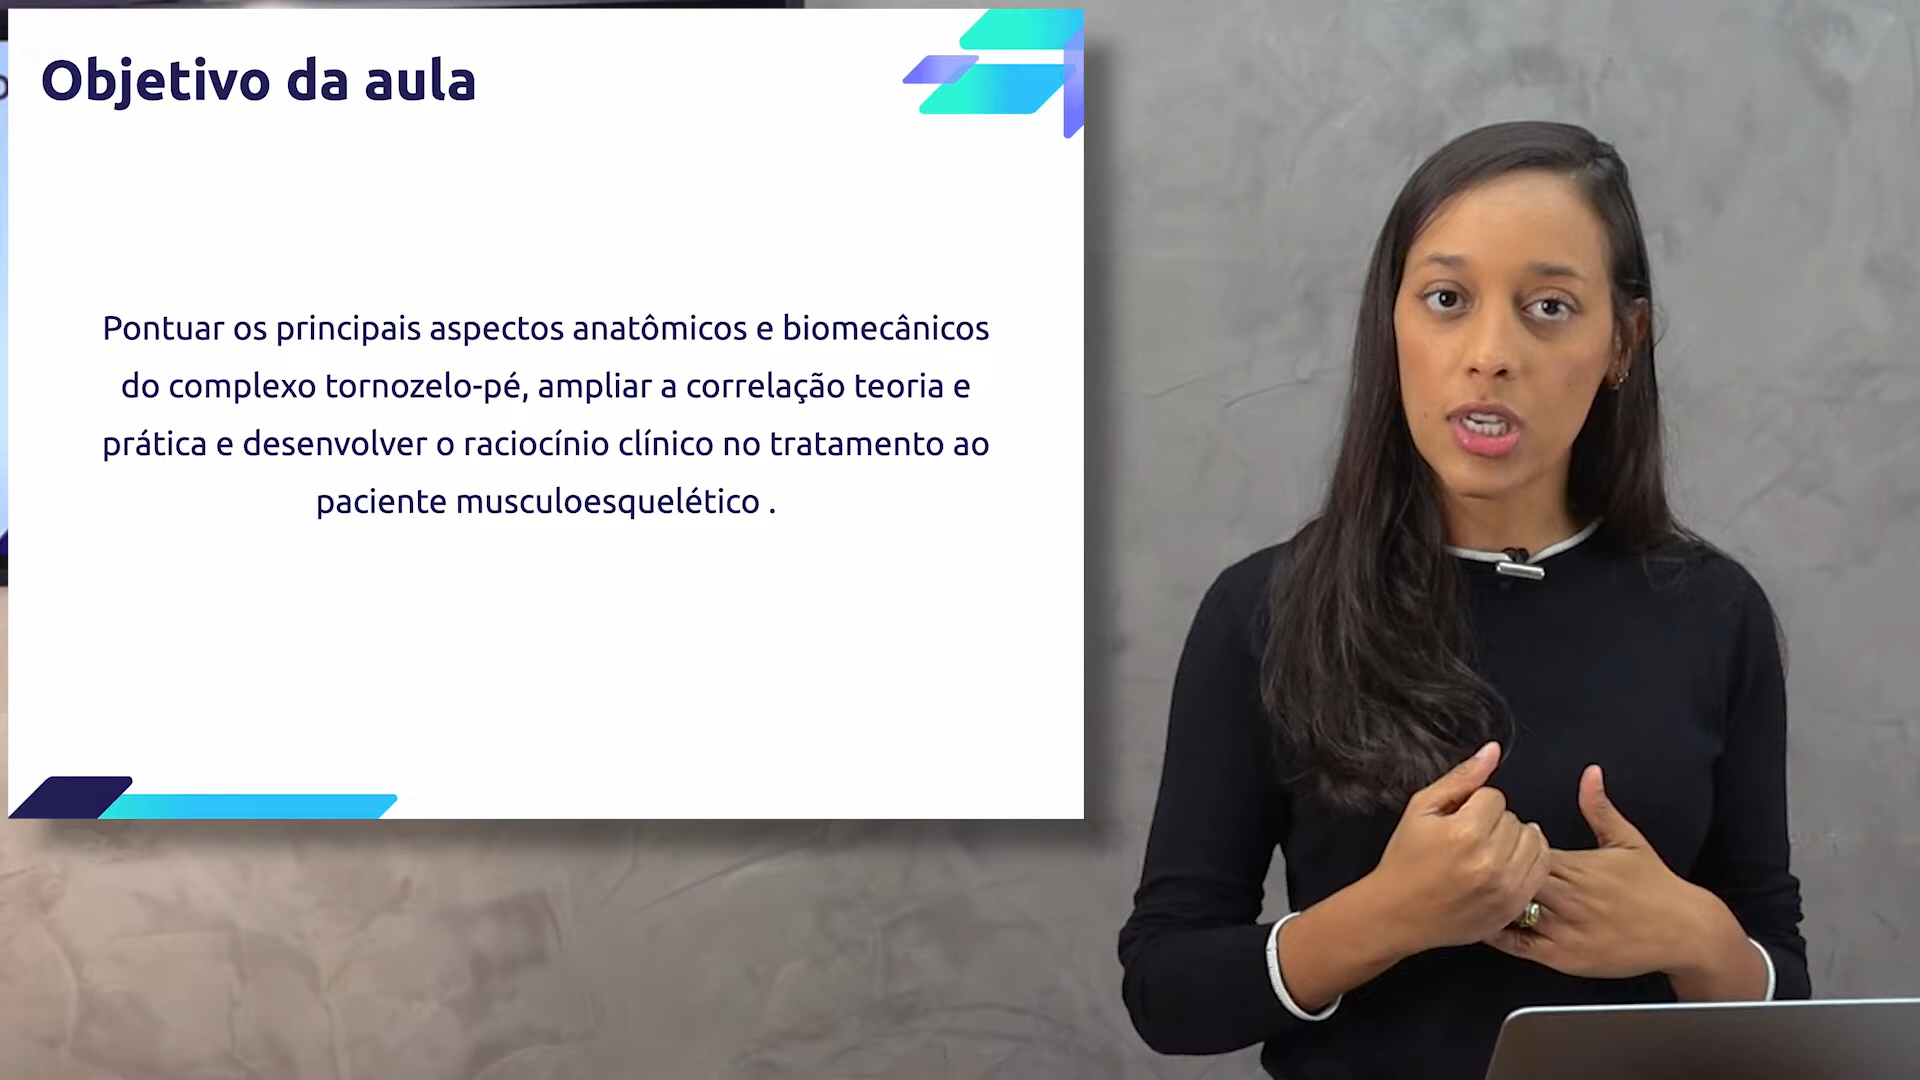 Objetivo da aula
Pontuar os principais aspectos anatômicos e biomecânicos
do complexo tornozelo-pé, ampliar a correlação teoria e
prática e desenvolver o raciocínio clínico no tratamento ao
paciente musculoesquelético .